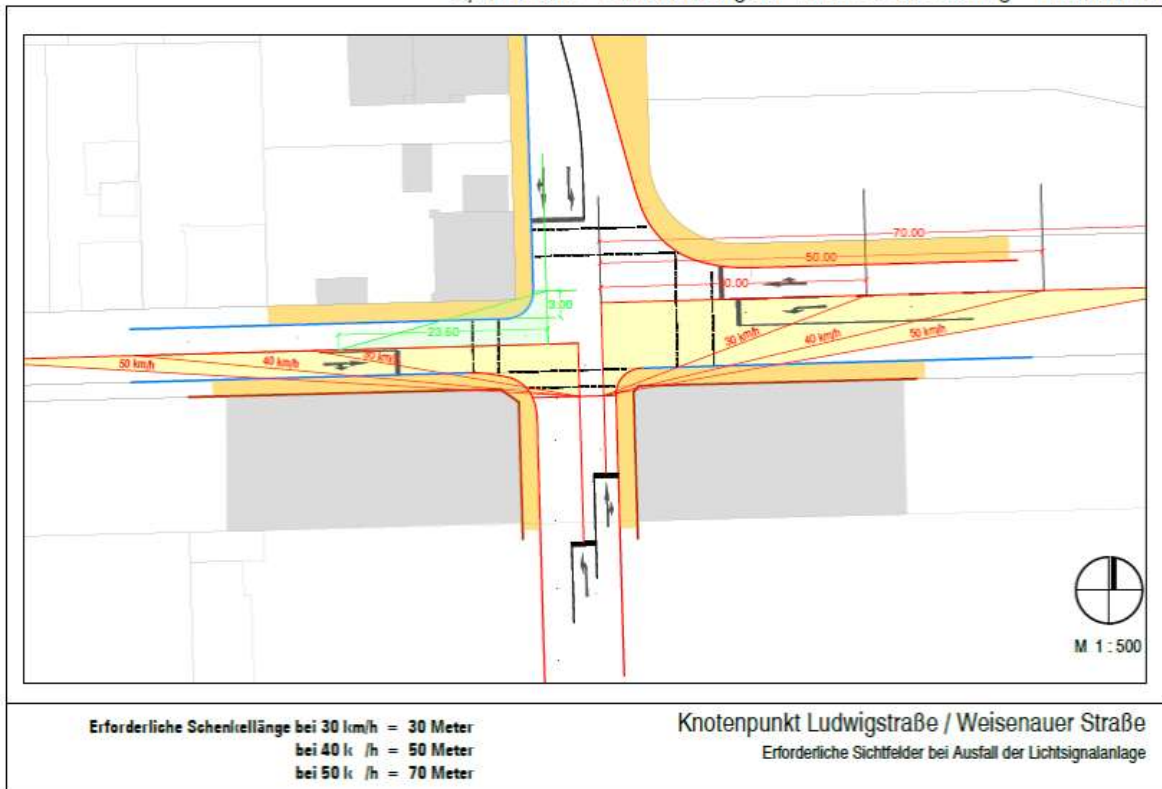 70.00
50.00
0.00
3.00
23.50
30 km/h
40 km/h
50 km/h
50 km/h
40 km/h
30 km/h
M 1 : 500
Erforderliche Schenkellänge bei 30 km/h = 30 Meter
bei 40 k /h = 50 Meter
bei 50 k /h = 70 Meter
Knotenpunkt Ludwigstraße / Weisenauer Straße
Erforderliche Sichtfelder bei Ausfall der Lichtsignalanlage